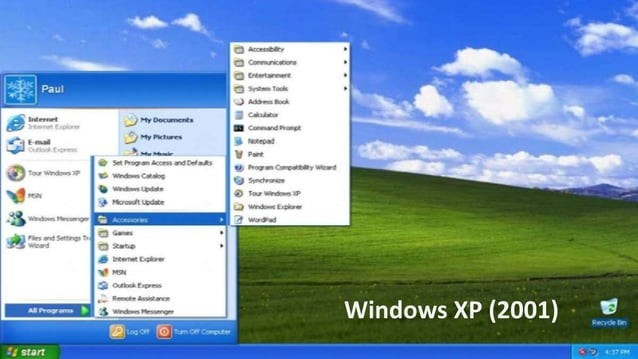 Paul
Internet
Internet Explorer
E-mail
Outlook Express
Tour Windows XP
MSN
Windows Messenger
Files and Settings Tr
Wizard
All Programs
My Documents
My Pictures
My Music
Set Program Access and Defaults
Windows Catalog
Windows Update
Microsoft Update
Accessories
Games
Startup
Internet Explorer
MSN
Outlook Express
Remote Assistance
Windows Messenger
Accessibility
Communications
Entertainment
System Tools
Address Book
Calculator
Command Prompt
Notepad
Paint
Program Compatibility Wizard
Synchronize
Tour Windows XP
Windows Explorer
WordPad
Log Off
Turn Off Computer
Windows XP (2001)
Recycle Bin
start
4:37 PM